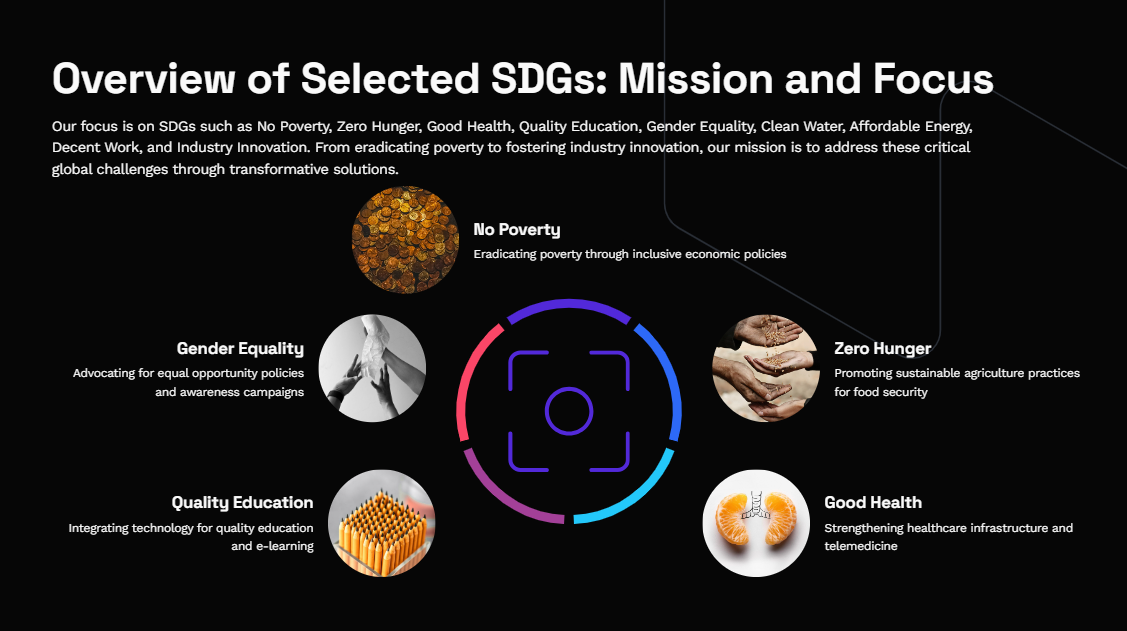 Overview of Selected SDGs: Mission and Focus
Our focus is on SDGs such as No Poverty, Zero Hunger, Good Health, Quality Education, Gender Equality, Clean Water, Affordable Energy,
Decent Work, and Industry Innovation. From eradicating poverty to fostering industry innovation, our mission is to address these critical
global challenges through transformative solutions.
No Poverty
Eradicating poverty through inclusive economic policies
Gender Equality
Advocating for equal opportunity policies
and awareness campaigns
Zero Hunger
Promoting sustainable agriculture practices
for food security
Quality Education
Integrating technology for quality education
and e-learning
Good Health
Strengthening healthcare infrastructure and
telemedicine